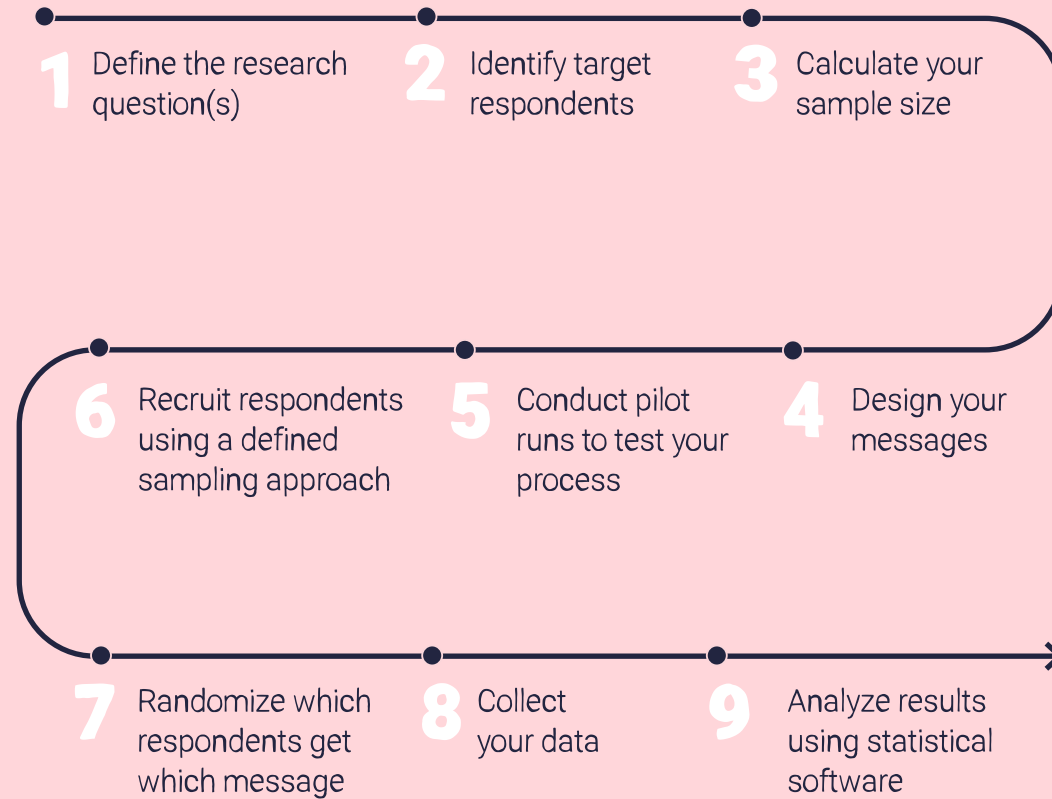 1 Define the research
question(s)
2 Identify target
respondents
3 Calculate your
sample size
4 Design your
messages
5 Conduct pilot
runs to test your
process
6 Recruit respondents
using a defined
sampling approach
7 Randomize which
respondents get
which message
8 Collect
your data
9 Analyze results
using statistical
software